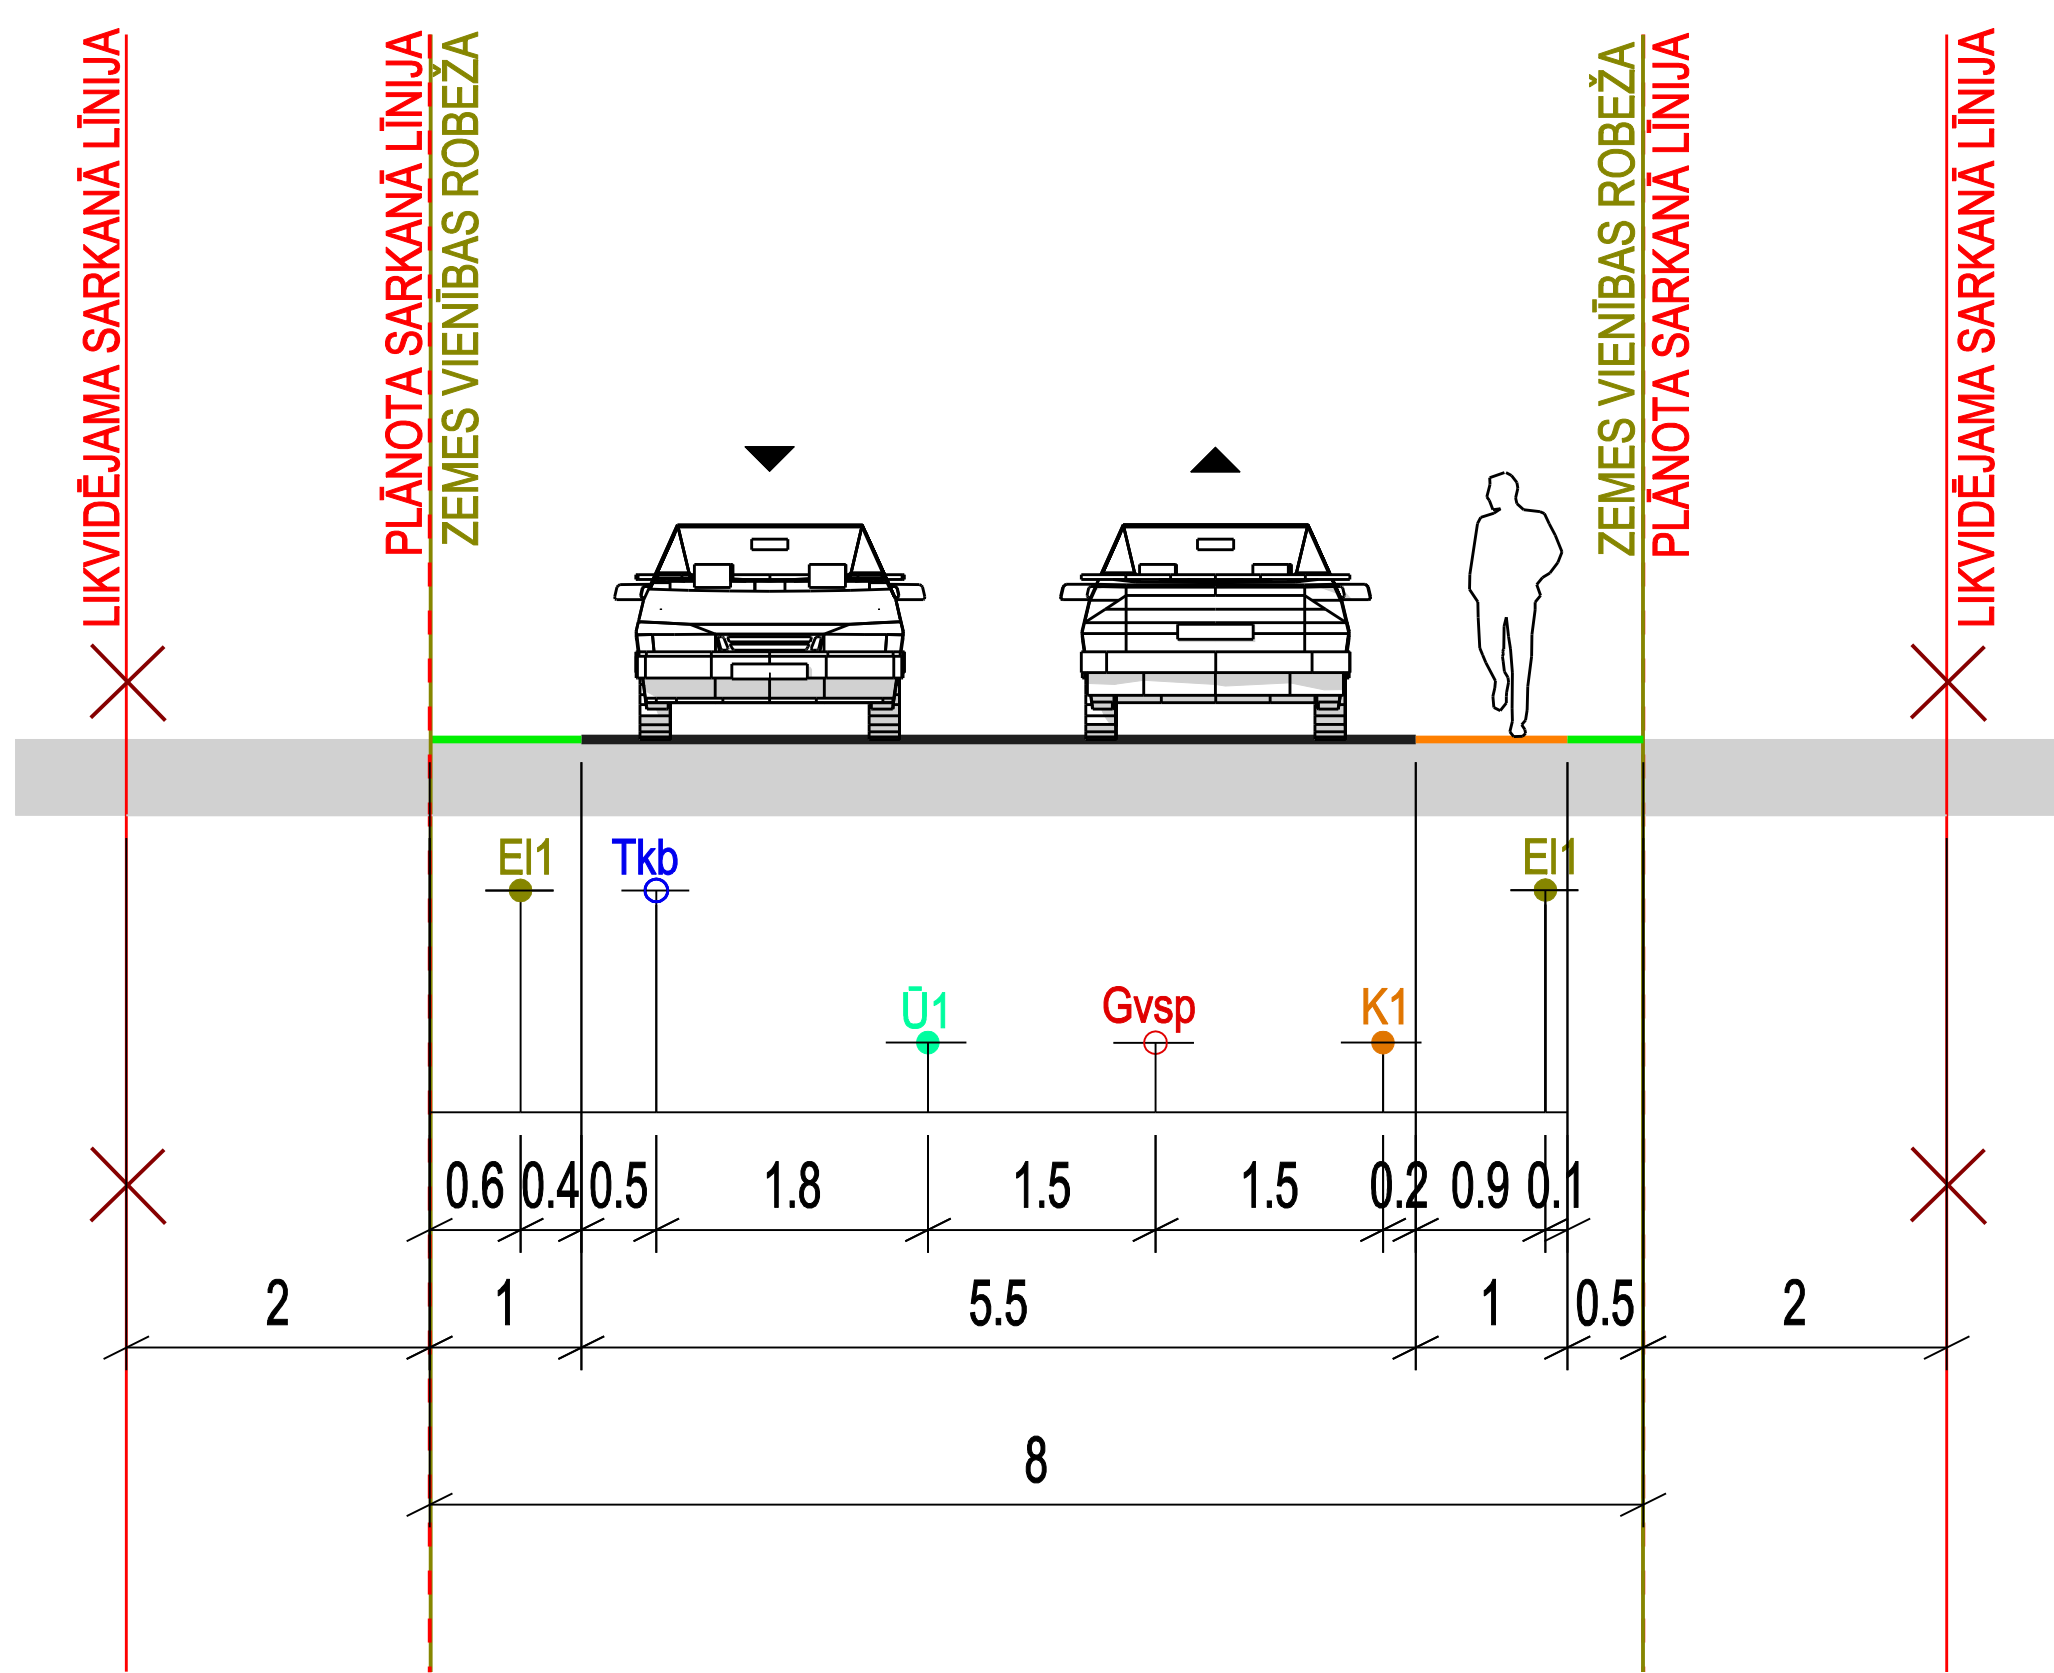 LIKVIDĒJAMA SARKANĀ LĪNIJA
PLĀNOTA SARKANĀ LĪNIJA
ZEMES VIENĪBAS ROBEŽA
ZEMES VIENĪBAS ROBEŽA
PLĀNOTA SARKANĀ LĪNIJA
LIKVIDĒJAMA SARKANĀ LĪNIJA
El1 Tkb El1
Ū1 Gvsp K1
0.6 0.4 0.5 1.8 1.5 1.5 0.2 0.9 0.1
2 1 5.5 1 0.5 2
8